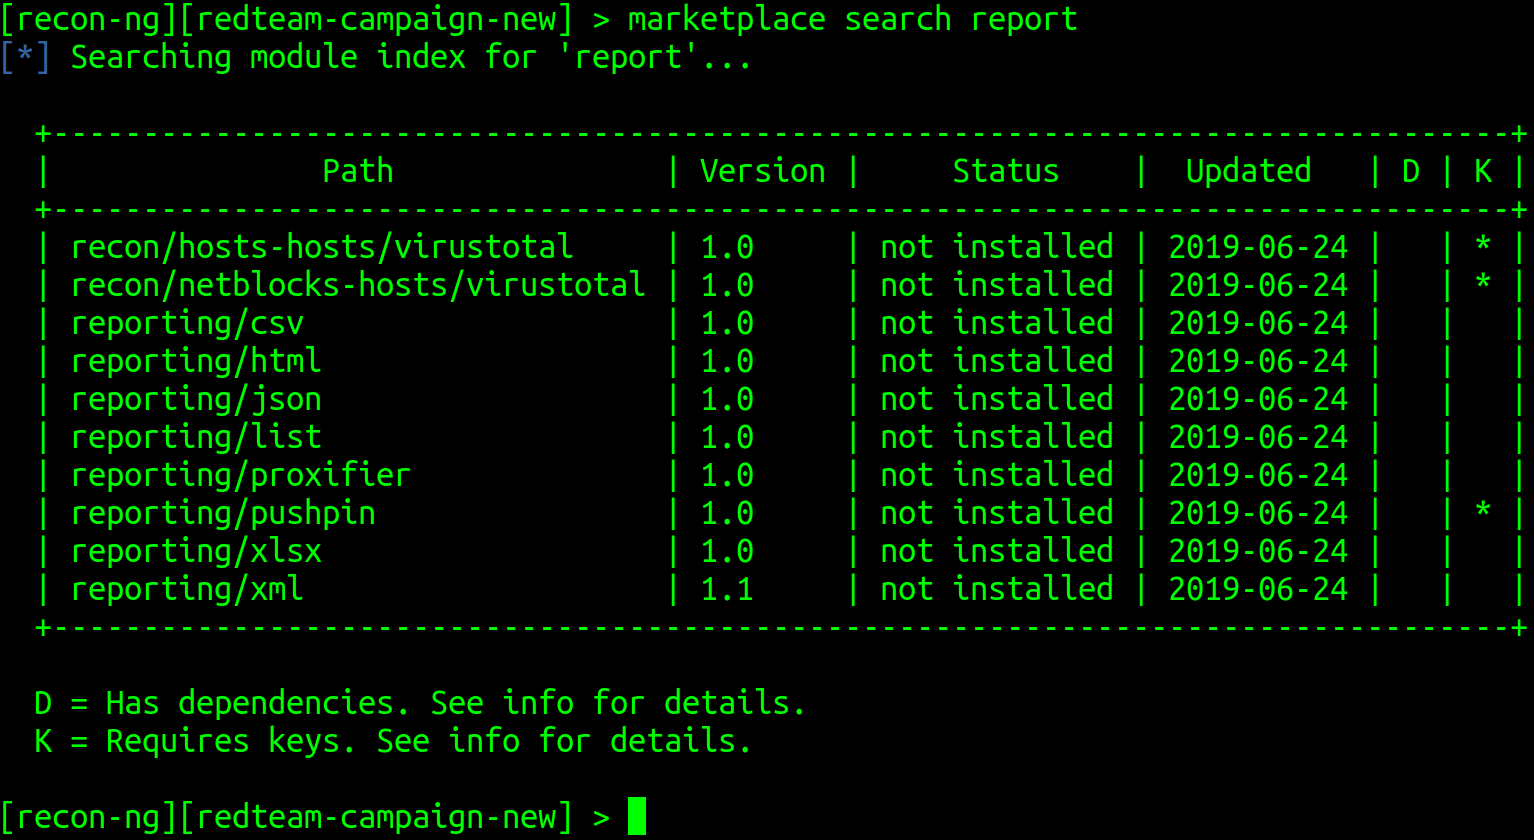 [recon-ng][redteam-campaign-new] > marketplace search report
[*] Searching module index for 'report'...
+---------------------------------------------------------------------------------+
|               Path               | Version |     Status    |  Updated   | D | K |
+---------------------------------------------------------------------------------+
| recon/hosts-hosts/virustotal     | 1.0     | not installed | 2019-06-24 |   | * |
| recon/netblocks-hosts/virustotal | 1.0     | not installed | 2019-06-24 |   | * |
| reporting/csv                    | 1.0     | not installed | 2019-06-24 |   |   |
| reporting/html                   | 1.0     | not installed | 2019-06-24 |   |   |
| reporting/json                   | 1.0     | not installed | 2019-06-24 |   |   |
| reporting/list                   | 1.0     | not installed | 2019-06-24 |   |   |
| reporting/proxifier              | 1.0     | not installed | 2019-06-24 |   |   |
| reporting/pushpin                | 1.0     | not installed | 2019-06-24 |   | * |
| reporting/xlsx                   | 1.0     | not installed | 2019-06-24 |   |   |
| reporting/xml                    | 1.1     | not installed | 2019-06-24 |   |   |
+---------------------------------------------------------------------------------+
D = Has dependencies. See info for details.
K = Requires keys. See info for details.
[recon-ng][redteam-campaign-new] >